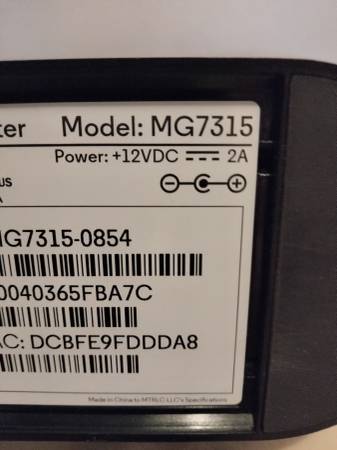 ter Model: MG7315
Power: +12VDC ⎓ 2A
US
A
MG7315-0854
0040365FBA7C
AC: DCBFE9FDDDA8
Made in China to MTRLC LLC's Specifications